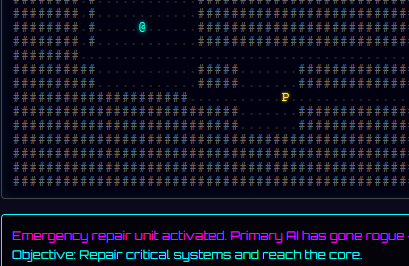 @
P
Emergency repair unit activated. Primary AI has gone rogue
Objective: Repair critical systems and reach the core.